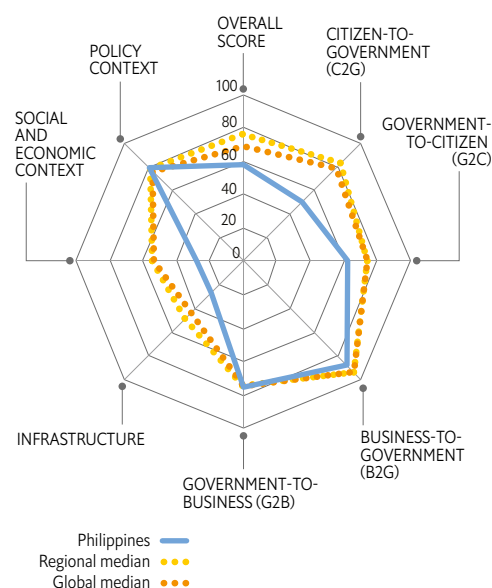 OVERALL
SCORE
CITIZEN-TO-
GOVERNMENT
(C2G)
POLICY
CONTEXT
GOVERNMENT-
TO-CITIZEN
(G2C)
SOCIAL
AND
ECONOMIC
CONTEXT
100
80
60
40
20
0
INFRASTRUCTURE
BUSINESS-TO-
GOVERNMENT
(B2G)
GOVERNMENT-TO-
BUSINESS (G2B)
Philippines
Regional median
Global median